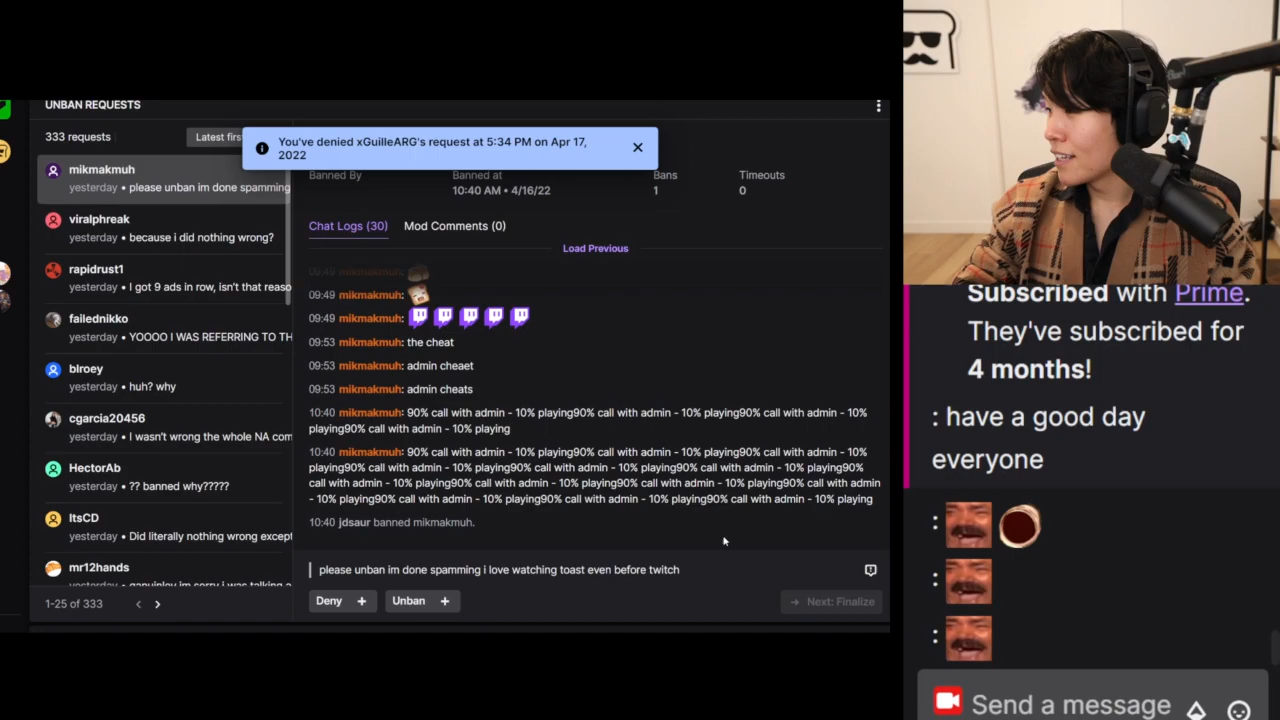 UNBAN REQUESTS
333 requests
Latest firs
You've denied xGuilleARG's request at 5:34 PM on Apr 17,
2022
mikmakmuh
yesterday • please unban im done spamming
viralphreak
yesterday • because i did nothing wrong?
rapidrust1
yesterday • I got 9 ads in row, isn't that reaso
failednikko
yesterday • YOOOO I WAS REFERRING TO TH
blroey
yesterday • huh? why
cgarcia20456
yesterday • I wasn't wrong the whole NA com
HectorAb
yesterday • ?? banned why?????
ItsCD
yesterday • Did literally nothing wrong except
mr12hands
1-25 of 333
Banned By
Banned at
10:40 AM • 4/16/22
Bans
1
Timeouts
0
Chat Logs (30)
Mod Comments (0)
Load Previous
09:49 mikmakmuh:
09:49 mikmakmuh:
09:49 mikmakmuh:
09:53 mikmakmuh: the cheat
09:53 mikmakmuh: admin cheaet
09:53 mikmakmuh: admin cheats
10:40 mikmakmuh: 90% call with admin - 10% playing90% call with admin - 10% playing90% call with admin - 10%
playing90% call with admin - 10% playing
10:40 mikmakmuh: 90% call with admin - 10% playing90% call with admin - 10% playing90% call with admin - 10%
playing90% call with admin - 10% playing90% call with admin - 10% playing90% call with admin - 10% playing90%
call with admin - 10% playing90% call with admin - 10% playing90% call with admin - 10% playing90% call with admin
- 10% playing90% call with admin - 10% playing90% call with admin - 10% playing90% call with admin - 10% playing
10:40 jdsaur banned mikmakmuh.
please unban im done spamming i love watching toast even before twitch
Deny +
Unban +
Next: Finalize
Subscribed with Prime.
They've subscribed for
4 months!
: have a good day
everyone
:
:
:
Send a message